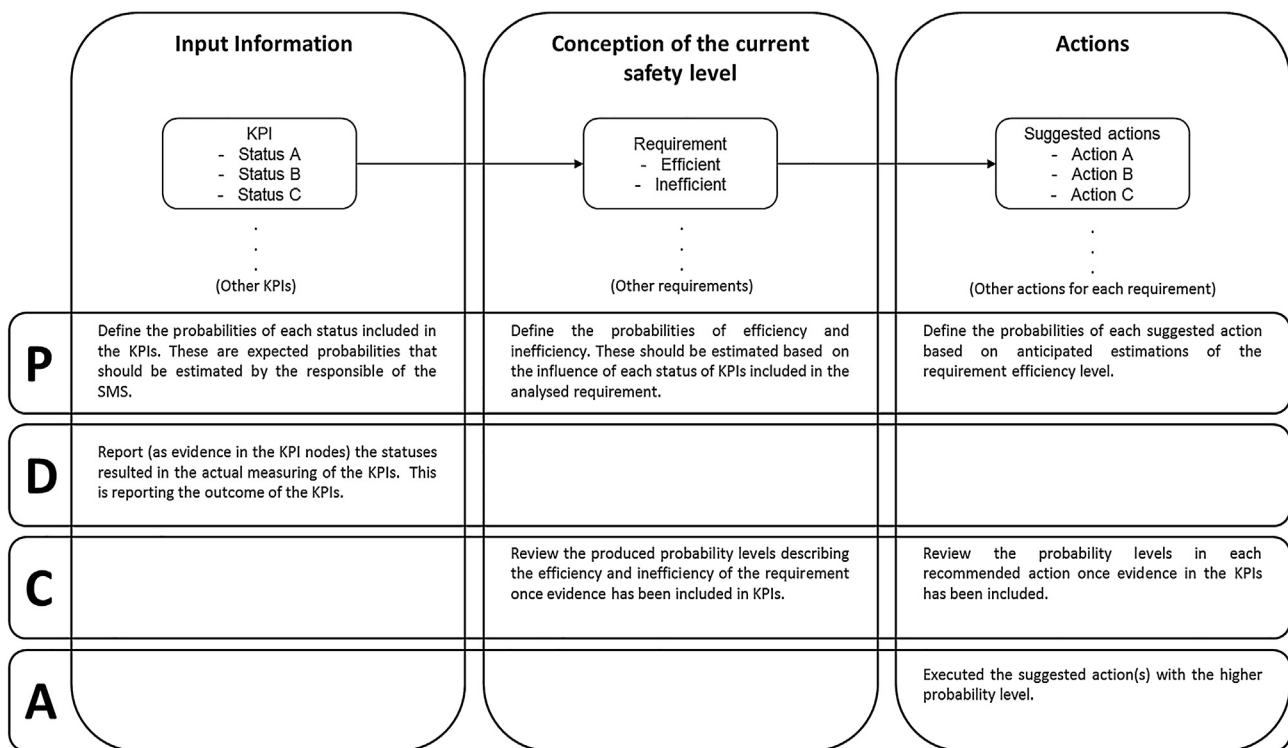 Input Information
Conception of the current
safety level
Actions
KPI
- Status A
- Status B
- Status C
Requirement
- Efficient
- Inefficient
Suggested actions
- Action A
- Action B
- Action C
.
.
.
(Other KPIs)
.
.
.
(Other requirements)
.
.
.
(Other actions for each requirement)
P
Define the probabilities of each status included in
the KPIs. These are expected probabilities that
should be estimated by the responsible of the
SMS.
Define the probabilities of efficiency and
inefficiency. These should be estimated based on
the influence of each status of KPIs included in the
analysed requirement.
Define the probabilities of each suggested action
based on anticipated estimations of the
requirement efficiency level.
D
Report (as evidence in the KPI nodes) the statuses
resulted in the actual measuring of the KPIs. This
is reporting the outcome of the KPIs.
C
Review the produced probability levels describing
the efficiency and inefficiency of the requirement
once evidence has been included in KPIs.
Review the probability levels in each
recommended action once evidence in the KPIs
has been included.
A
Executed the suggested action(s) with the higher
probability level.